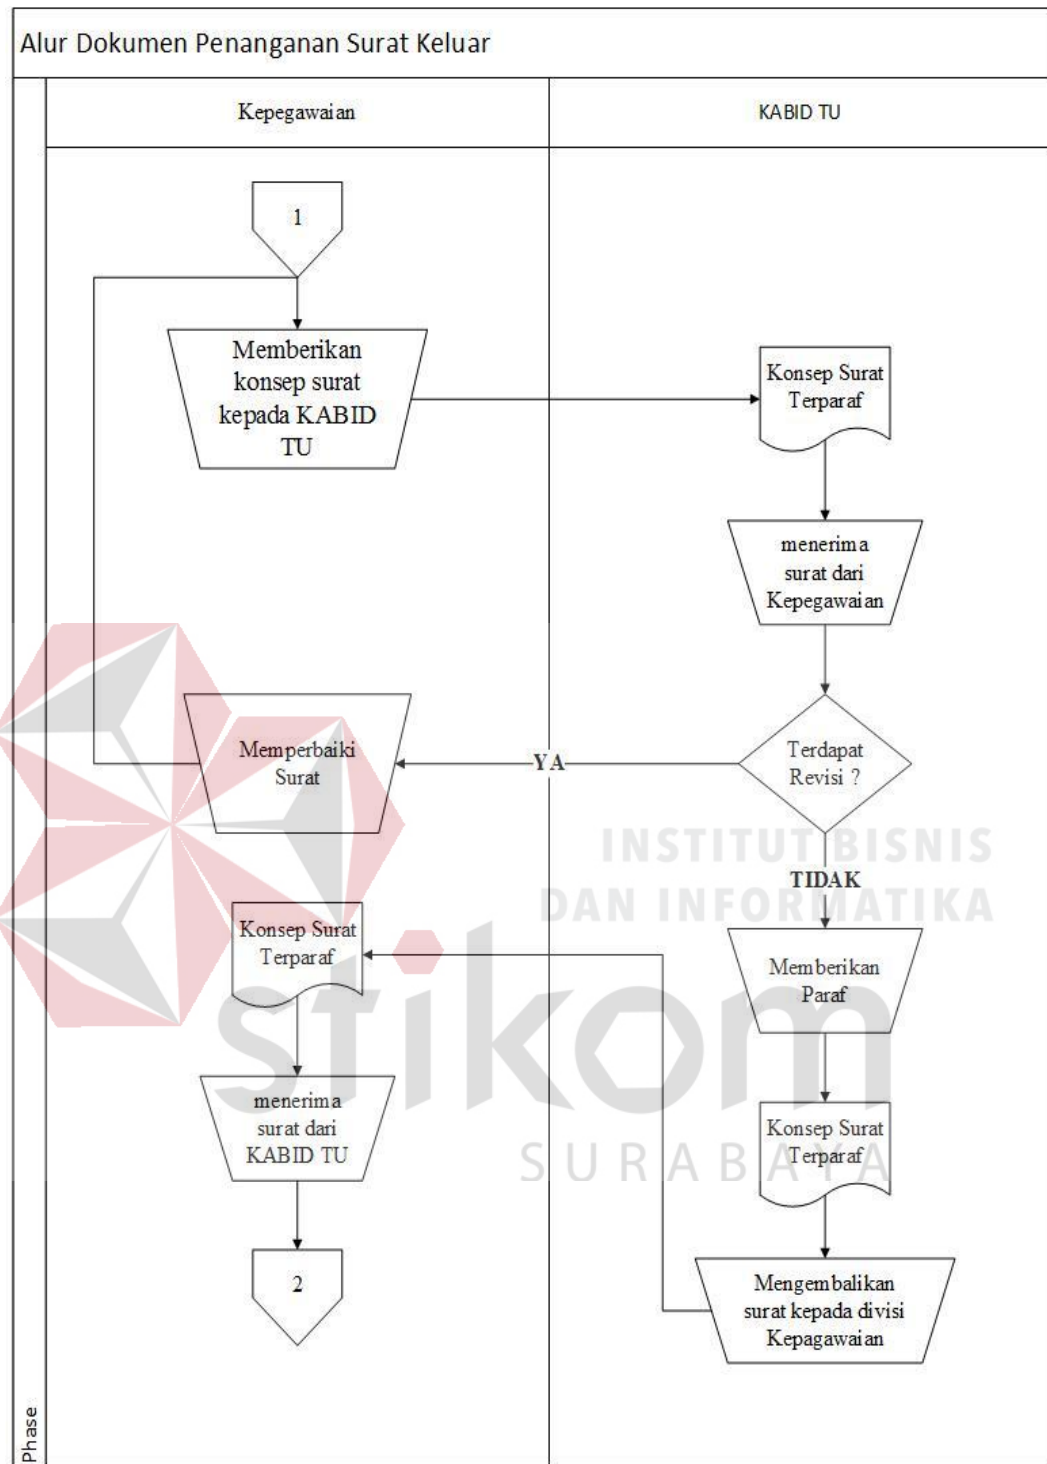 Alur Dokumen Penanganan Surat Keluar
Kepegawaian
KABID TU
1
Memberikan
konsep surat
kepada KABID
TU
Konsep Surat
Terparaf
menerima
surat dari
Kepegawaian
Terdapat
Revisi ?
YA
Memperbaiki
Surat
TIDAK
Memberikan
Paraf
Konsep Surat
Terparaf
Mengembalikan
surat kepada divisi
Kepagawaian
Konsep Surat
Terparaf
menerima
surat dari
KABID TU
2
Phase
INSTITUT BISNIS
DAN INFORMATIKA
stikom
SURABAYA